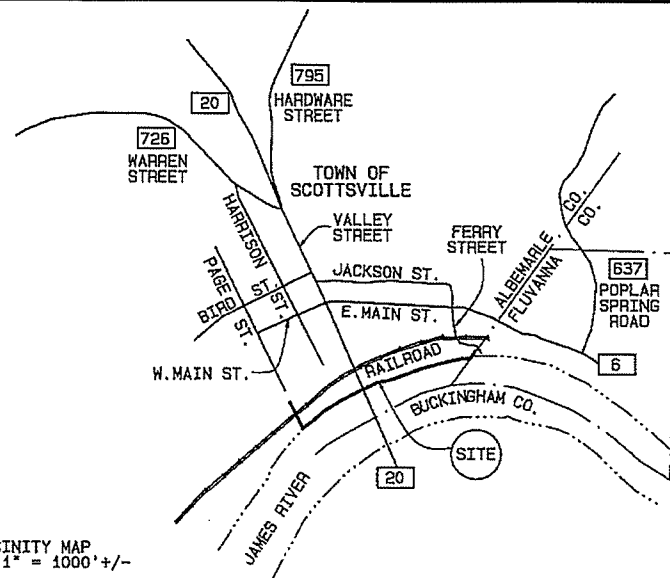 795
HARDWARE
STREET
20
726
WARREN
STREET
TOWN OF
SCOTTSVILLE
HARRISON
ST.
VALLEY
STREET
FERRY
STREET
ALBEMARLE CO.
FLUVANNA CO.
637
POPLAR
SPRING
ROAD
PAGE
ST.
BIRD ST.
JACKSON ST.
E.MAIN ST.
W.MAIN ST.
RAILROAD
6
BUCKINGHAM CO.
SITE
20
JAMES RIVER
INITY MAP
1" = 1000'+/-